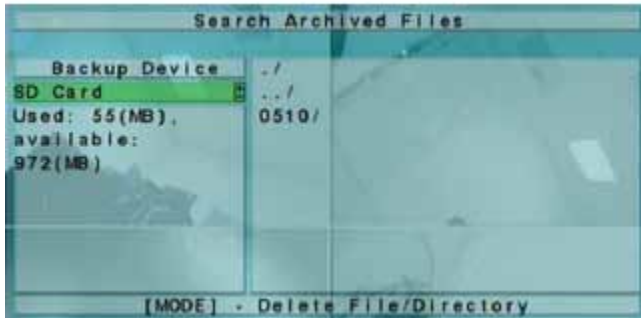 Search Archived Files
Backup Device
SD Card
Used: 55(MB),
available:
972(MB)
./
../
0510/
[MODE] - Delete File/Directory